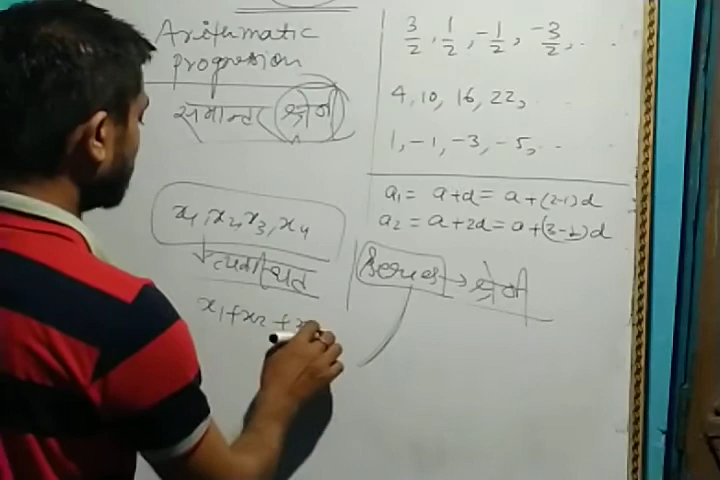 Arithmatic
progression
समान्तर श्रेणी
x₁, x₂, x₃, x₄
x₁+x₂+
3/2, 1/2, -1/2, -3/2, ..
4, 10, 16, 22, ..
1, -1, -3, -5, ..
a₁ = a+d = a+(2-1)d
a₂ = a+2d = a+(3-1)d
Series → श्रेणी